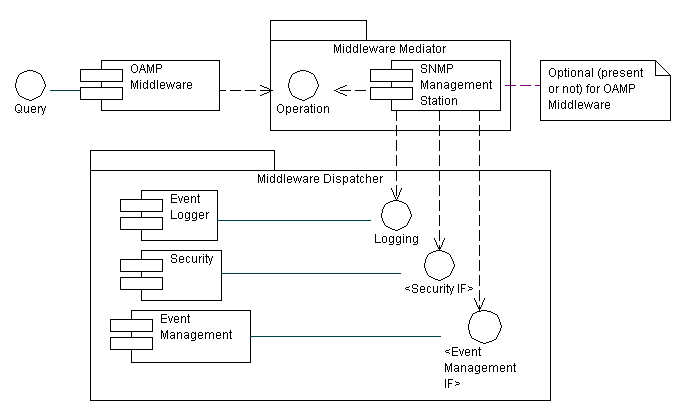 Middleware Mediator
OAMP
Middleware
SNMP
Management
Station
Optional (present
or not) for OAMP
Middleware
Query
Operation
Middleware Dispatcher
Event
Logger
Logging
Security
<Security IF>
Event
Management
<Event
Management
IF>